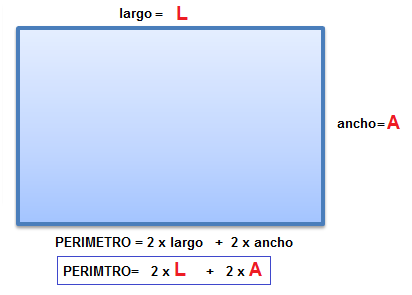 largo = L
ancho= A
PERIMETRO = 2 x largo + 2 x ancho
PERIMTRO= 2 x L + 2 x A